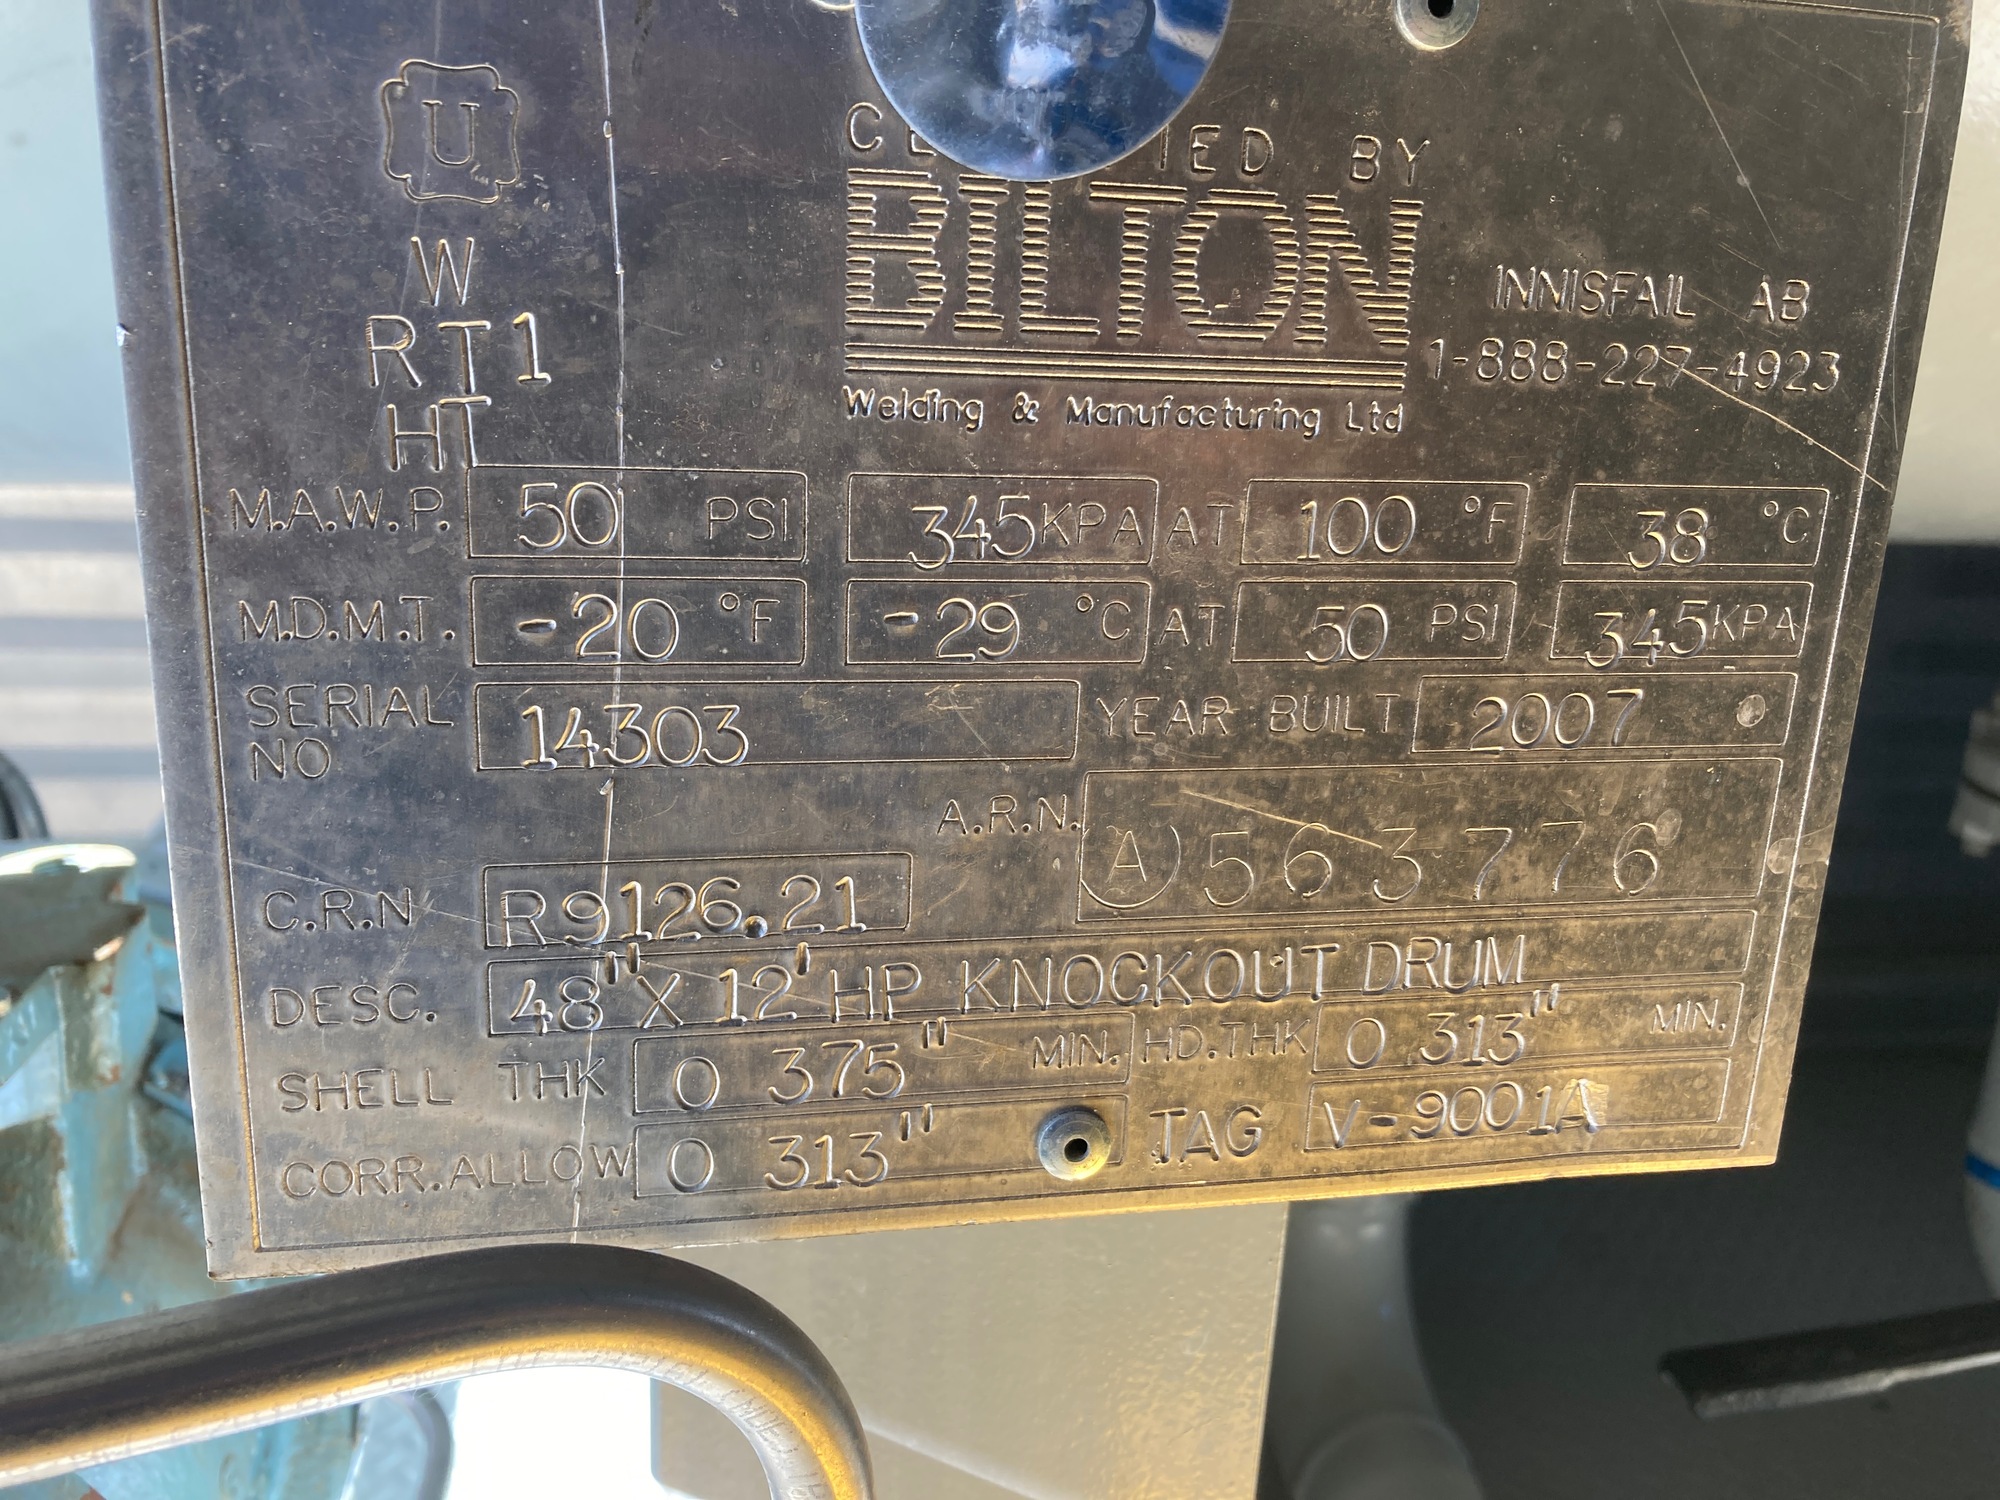 U
W
RT1
HT
BY
BILTON
Welding & Manufacturing Ltd
INNISFAIL AB
1-888-227-4923
M.A.W.P. 50 PSI 345 KPA AT 100 °F 38 °C
M.D.M.T. -20 °F -29 °C AT 50 PSI 345 KPA
SERIAL NO 14303 YEAR BUILT 2007
A.R.N. A 563776
C.R.N R9126.21
DESC. 48" X 12' HP KNOCKOUT DRUM
SHELL THK 0 375" MIN. HD.THK 0 313" MIN.
CORR.ALLOW 0 313" TAG V-9001A